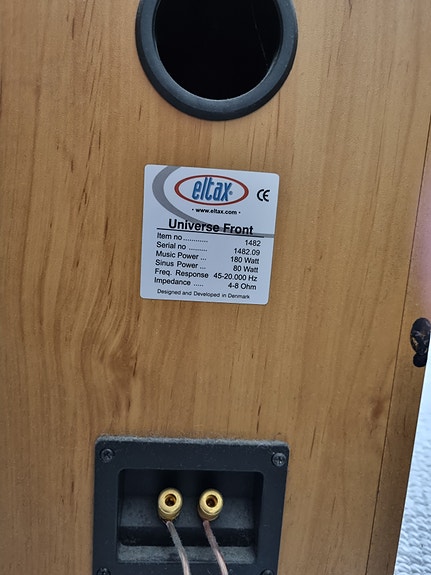 eltax®
• www.eltax.com •
CE
Universe Front
Item no ............ 1482
Serial no ......... 1482.09
Music Power ... 180 Watt
Sinus Power ... 80 Watt
Freq. Response 45-20.000 Hz
Impedance ..... 4-8 Ohm
Designed and Developed in Denmark